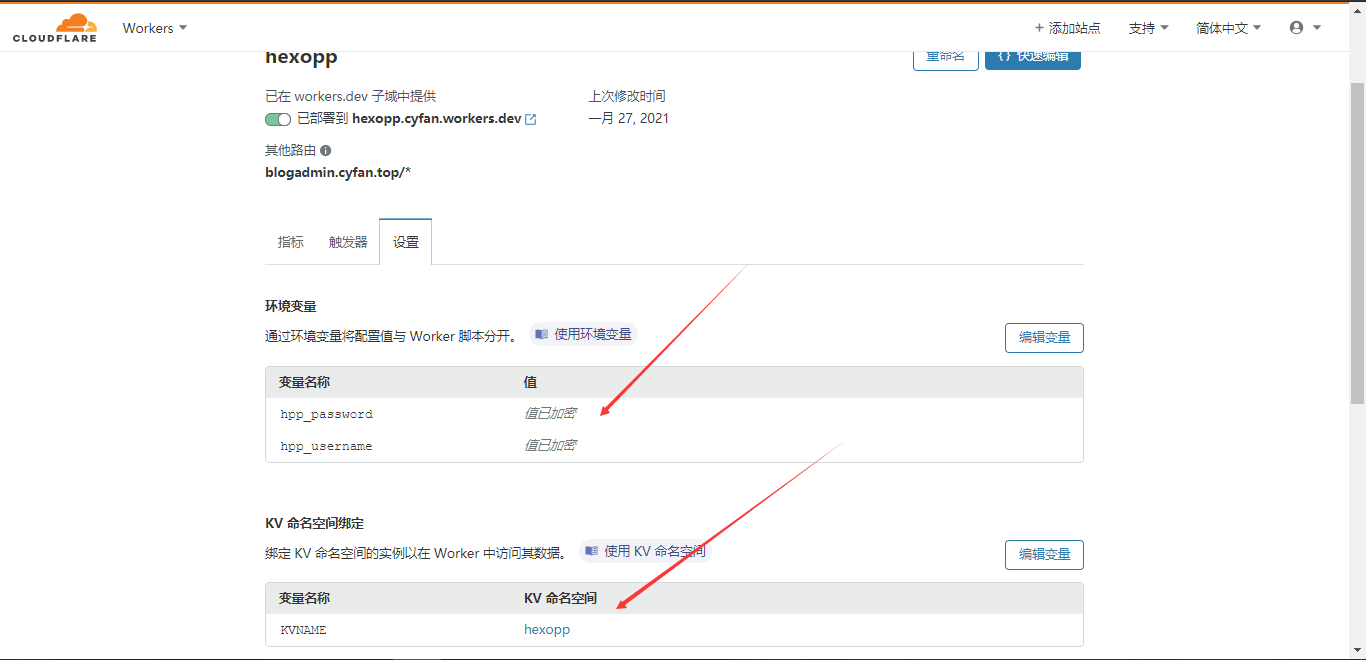 CLOUDFLARE Workers + 添加站点 支持 简体中文
hexopp 重命名 {} 快速编辑
已在 workers.dev 子域中提供 上次修改时间
已部署到 hexopp.cyfan.workers.dev 一月 27, 2021
其他路由
blogadmin.cyfan.top/*
指标 触发器 设置
环境变量
通过环境变量将配置值与 Worker 脚本分开。 使用环境变量 编辑变量
变量名称 值
hpp_password 值已加密
hpp_username 值已加密
KV 命名空间绑定
绑定 KV 命名空间的实例以在 Worker 中访问其数据。 使用 KV 命名空间 编辑变量
变量名称 KV 命名空间
KVNAME hexopp